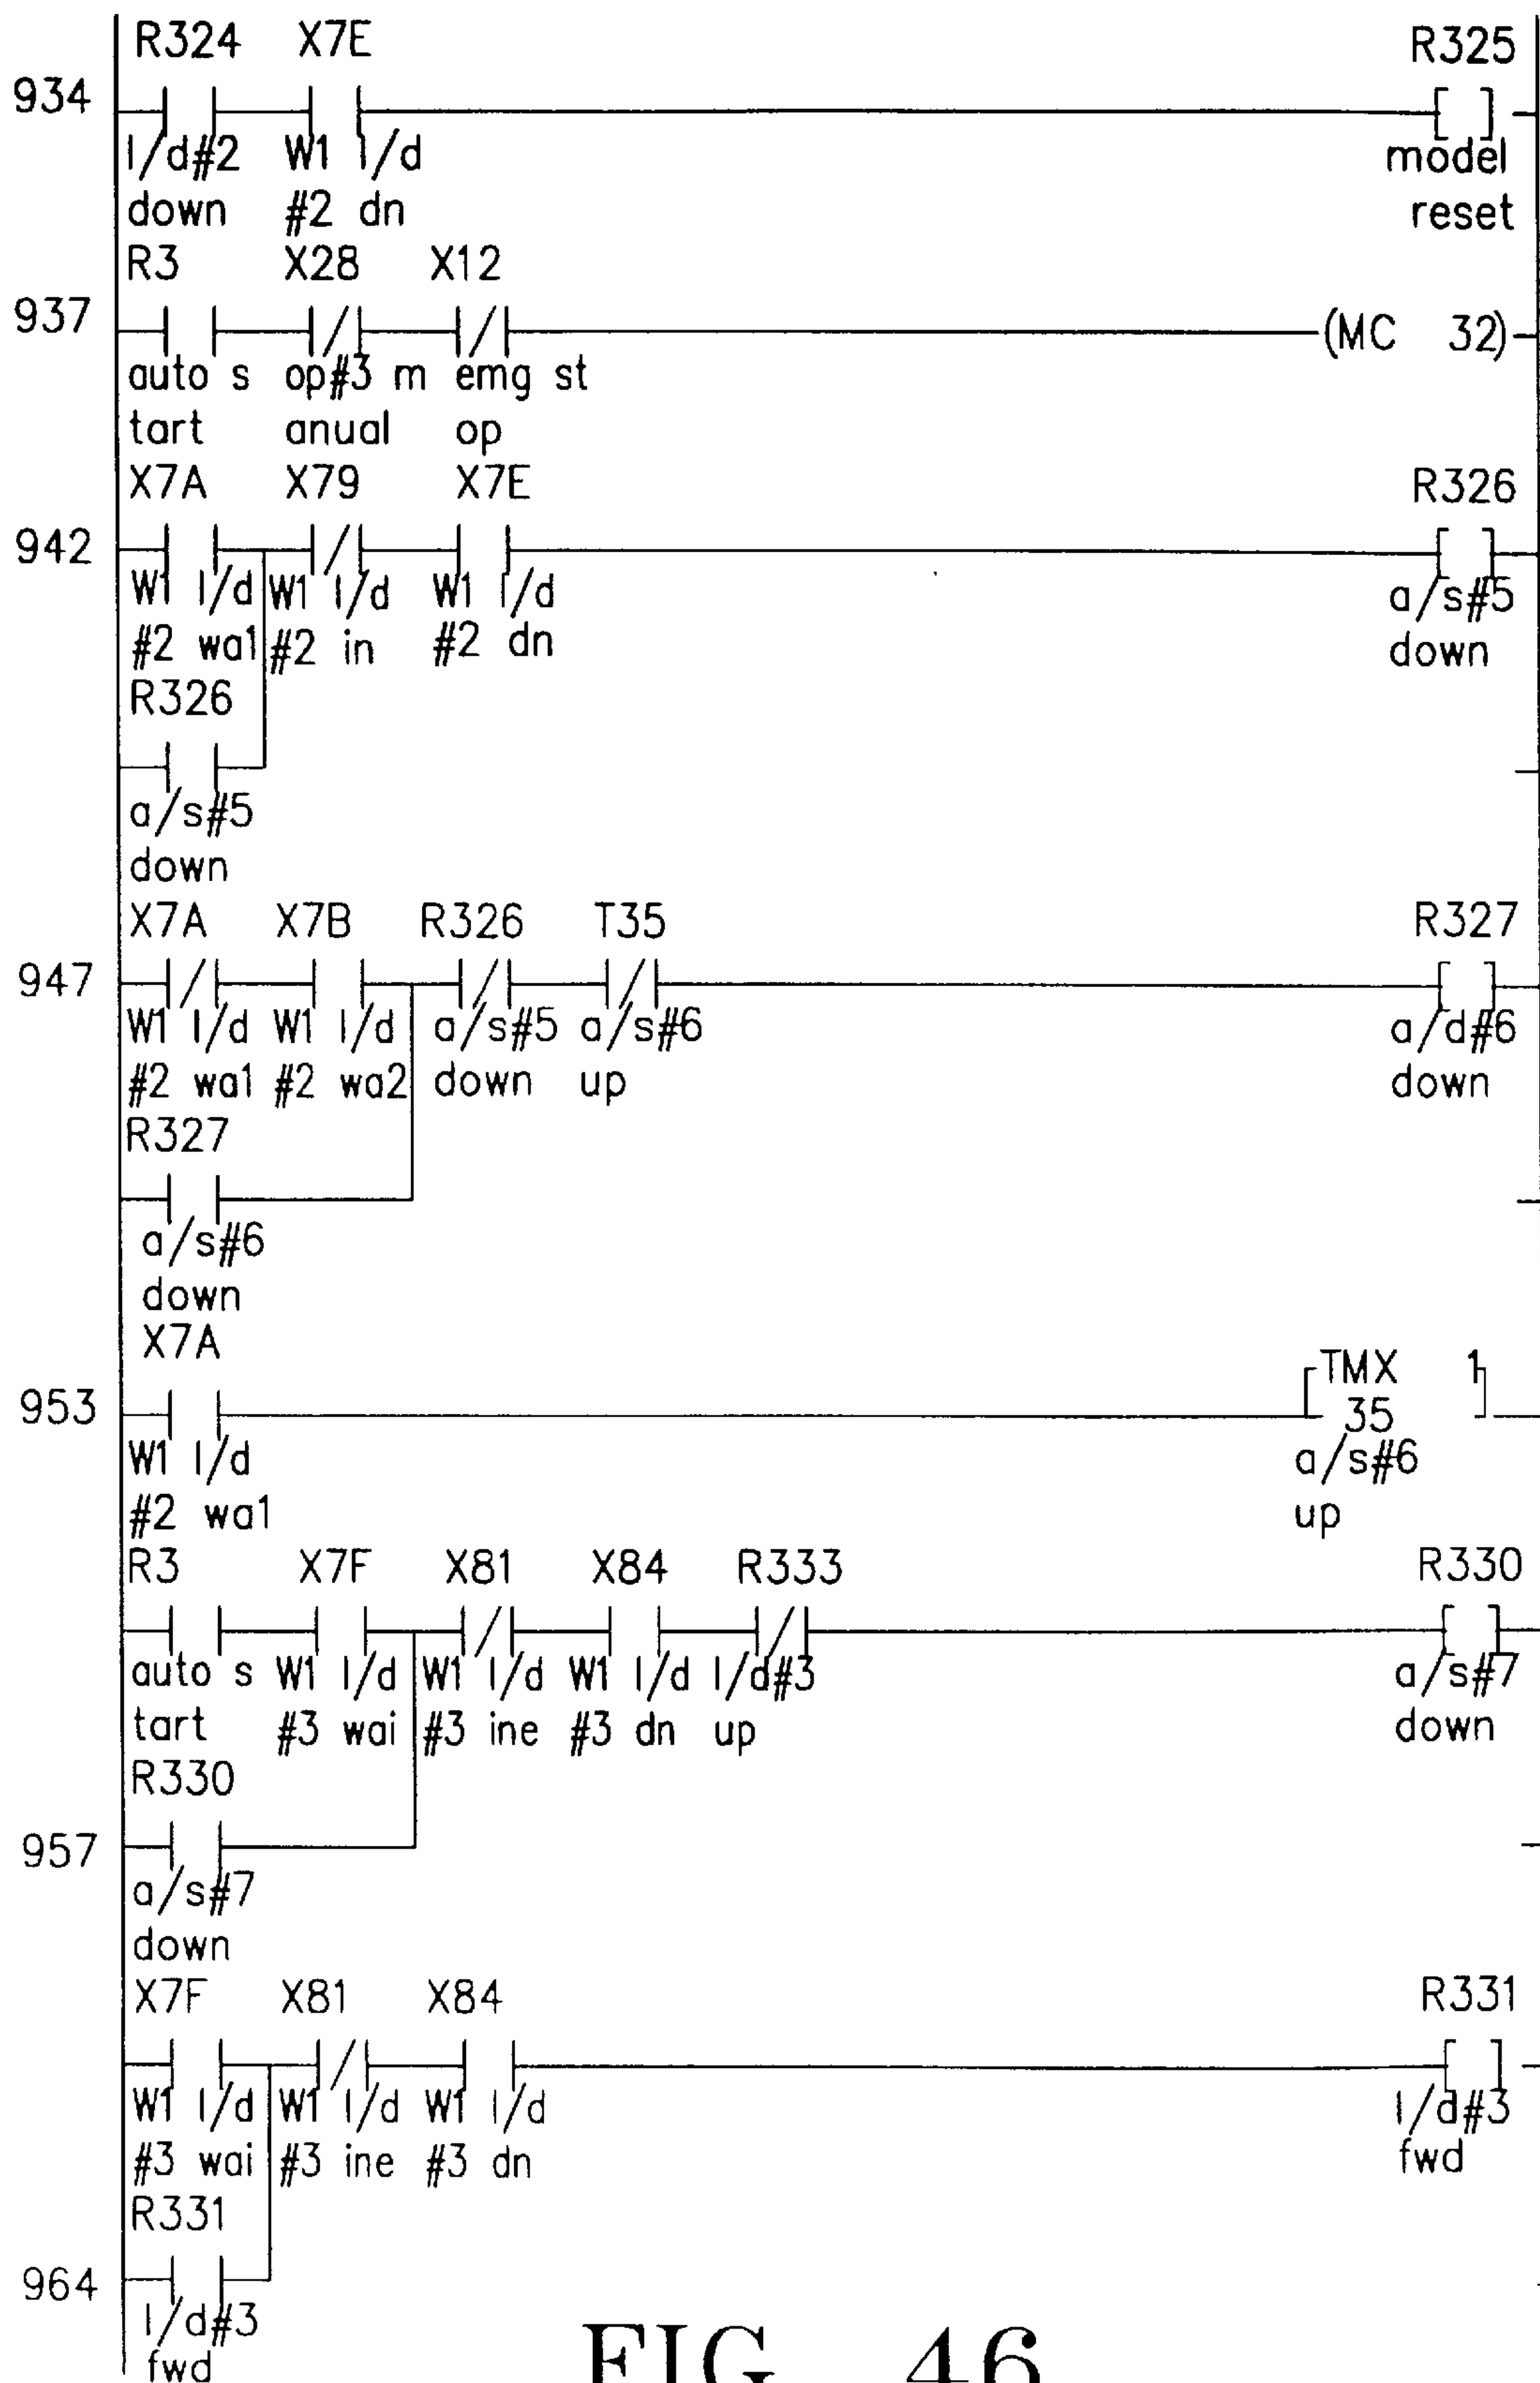 R324 X7E R325
934
l/d#2 W1 l/d model
down #2 dn reset
R3 X28 X12
937 (MC 32)
auto s op#3 m emg st
tart anual op
X7A X79 X7E R326
942
W1 l/d W1 l/d W1 l/d a/s#5
#2 wa1 #2 in #2 dn down
R326
a/s#5
down
X7A X7B R326 T35 R327
947
W1 l/d W1 l/d a/s#5 a/s#6 a/d#6
#2 wa1 #2 wa2 down up down
R327
a/s#6
down
X7A
TMX 1
953 35
W1 l/d a/s#6
#2 wa1 up
R3 X7F X81 X84 R333 R330
auto s W1 l/d W1 l/d W1 l/d l/d#3 a/s#7
tart #3 wai #3 ine #3 dn up down
R330
957
a/s#7
down
X7F X81 X84 R331
W1 l/d W1 l/d W1 l/d l/d#3
#3 wai #3 ine #3 dn fwd
R331
964
l/d#3
fwd
FIG. 46